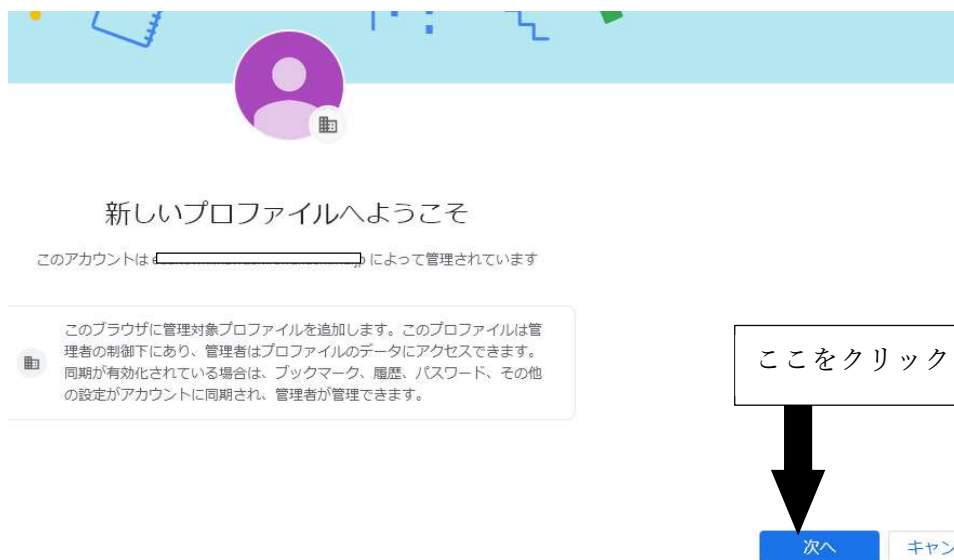 新しいプロファイルへようこそ
このアカウントは によって管理されています
このブラウザに管理対象プロファイルを追加します。このプロファイルは管
理者の制御下にあり、管理者はプロファイルのデータにアクセスできます。
同期が有効化されている場合は、ブックマーク、履歴、パスワード、その他
の設定がアカウントに同期され、管理者が管理できます。
ここをクリック
次へ
キャン